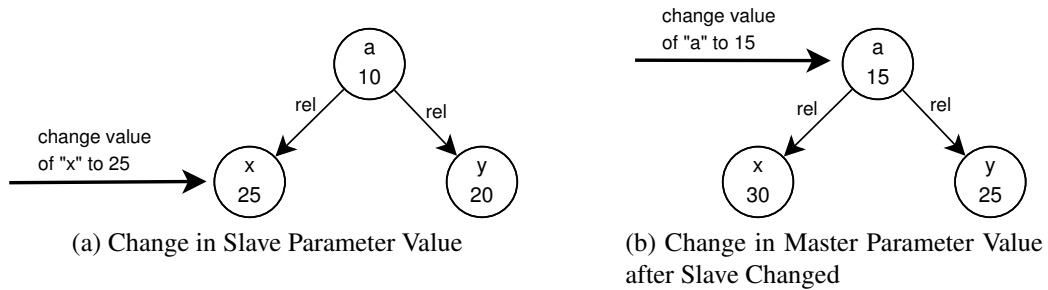 a
10
rel
rel
change value
of "x" to 25
x
25
y
20
(a) Change in Slave Parameter Value
change value
of "a" to 15
a
15
rel
rel
x
30
y
25
(b) Change in Master Parameter Value
after Slave Changed